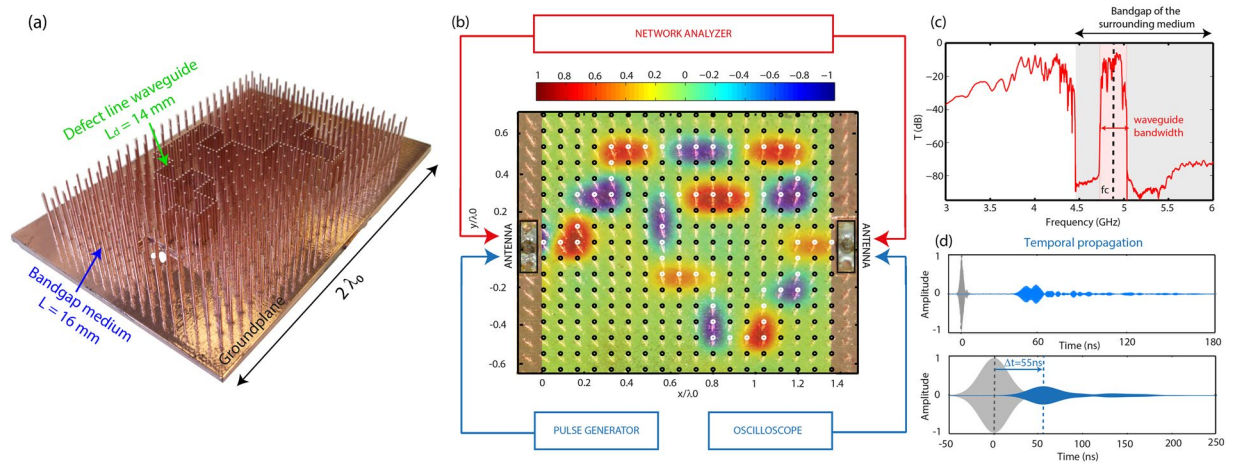 (a)
Defect line waveguide
Ld = 14 mm
Bandgap medium
L = 16 mm
Groundplane
2 λ0
(b)
NETWORK ANALYZER
1 0.8 0.6 0.4 0.2 0 −0.2 −0.4 −0.6 −0.8 −1
y/λ0
0.6
0.4
0.2
0
-0.2
-0.4
-0.6
ANTENNA
ANTENNA
0 0.2 0.4 0.6 0.8 1 1.2 1.4
x/λ0
PULSE GENERATOR
OSCILLOSCOPE
(c)
Bandgap of the
surrounding medium
T (dB)
0
−20
−40
−60
−80
waveguide
bandwidth
fc
3 3.5 4 4.5 5 5.5 6
Frequency (GHz)
(d)
Temporal propagation
Amplitude
1
0
1
0 60 120 180
Time (ns)
Amplitude
1
0
-1
Δt=55ns
-50 0 50 100 150 200 250
Time (ns)